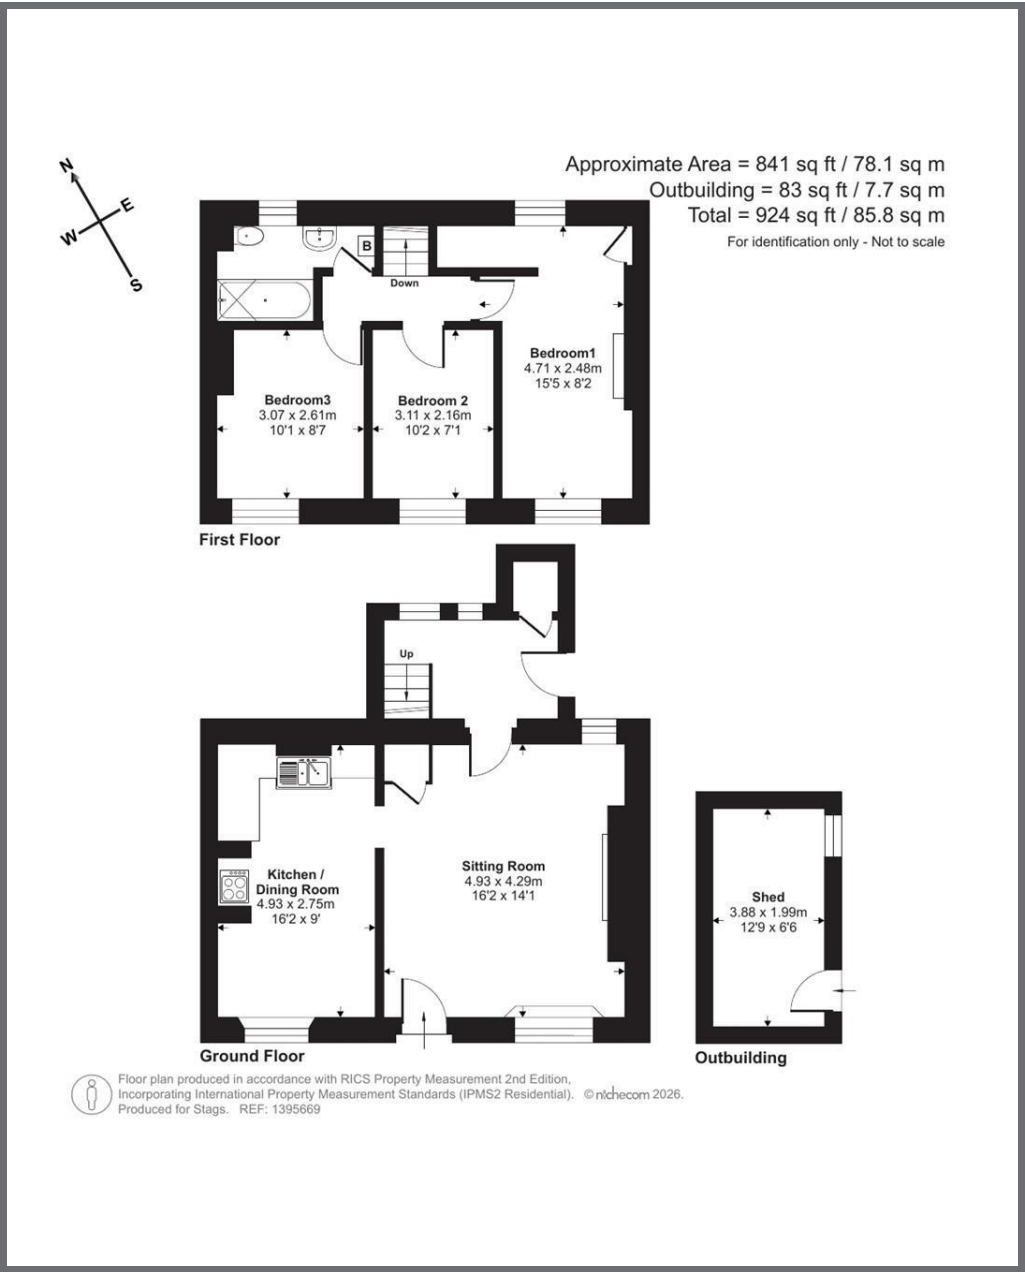 Approximate Area = 841 sq ft / 78.1 sq m
Outbuilding = 83 sq ft / 7.7 sq m
Total = 924 sq ft / 85.8 sq m
For identification only - Not to scale
N
E
W
S
B
Down
Bedroom1
4.71 x 2.48m
15'5 x 8'2
Bedroom3
3.07 x 2.61m
10'1 x 8'7
Bedroom 2
3.11 x 2.16m
10'2 x 7'1
First Floor
Up
Kitchen /
Dining Room
4.93 x 2.75m
16'2 x 9'
Sitting Room
4.93 x 4.29m
16'2 x 14'1
Shed
3.88 x 1.99m
12'9 x 6'6
Ground Floor
Outbuilding
Floor plan produced in accordance with RICS Property Measurement 2nd Edition,
Incorporating International Property Measurement Standards (IPMS2 Residential). © nichecom 2026.
Produced for Stags. REF: 1395669